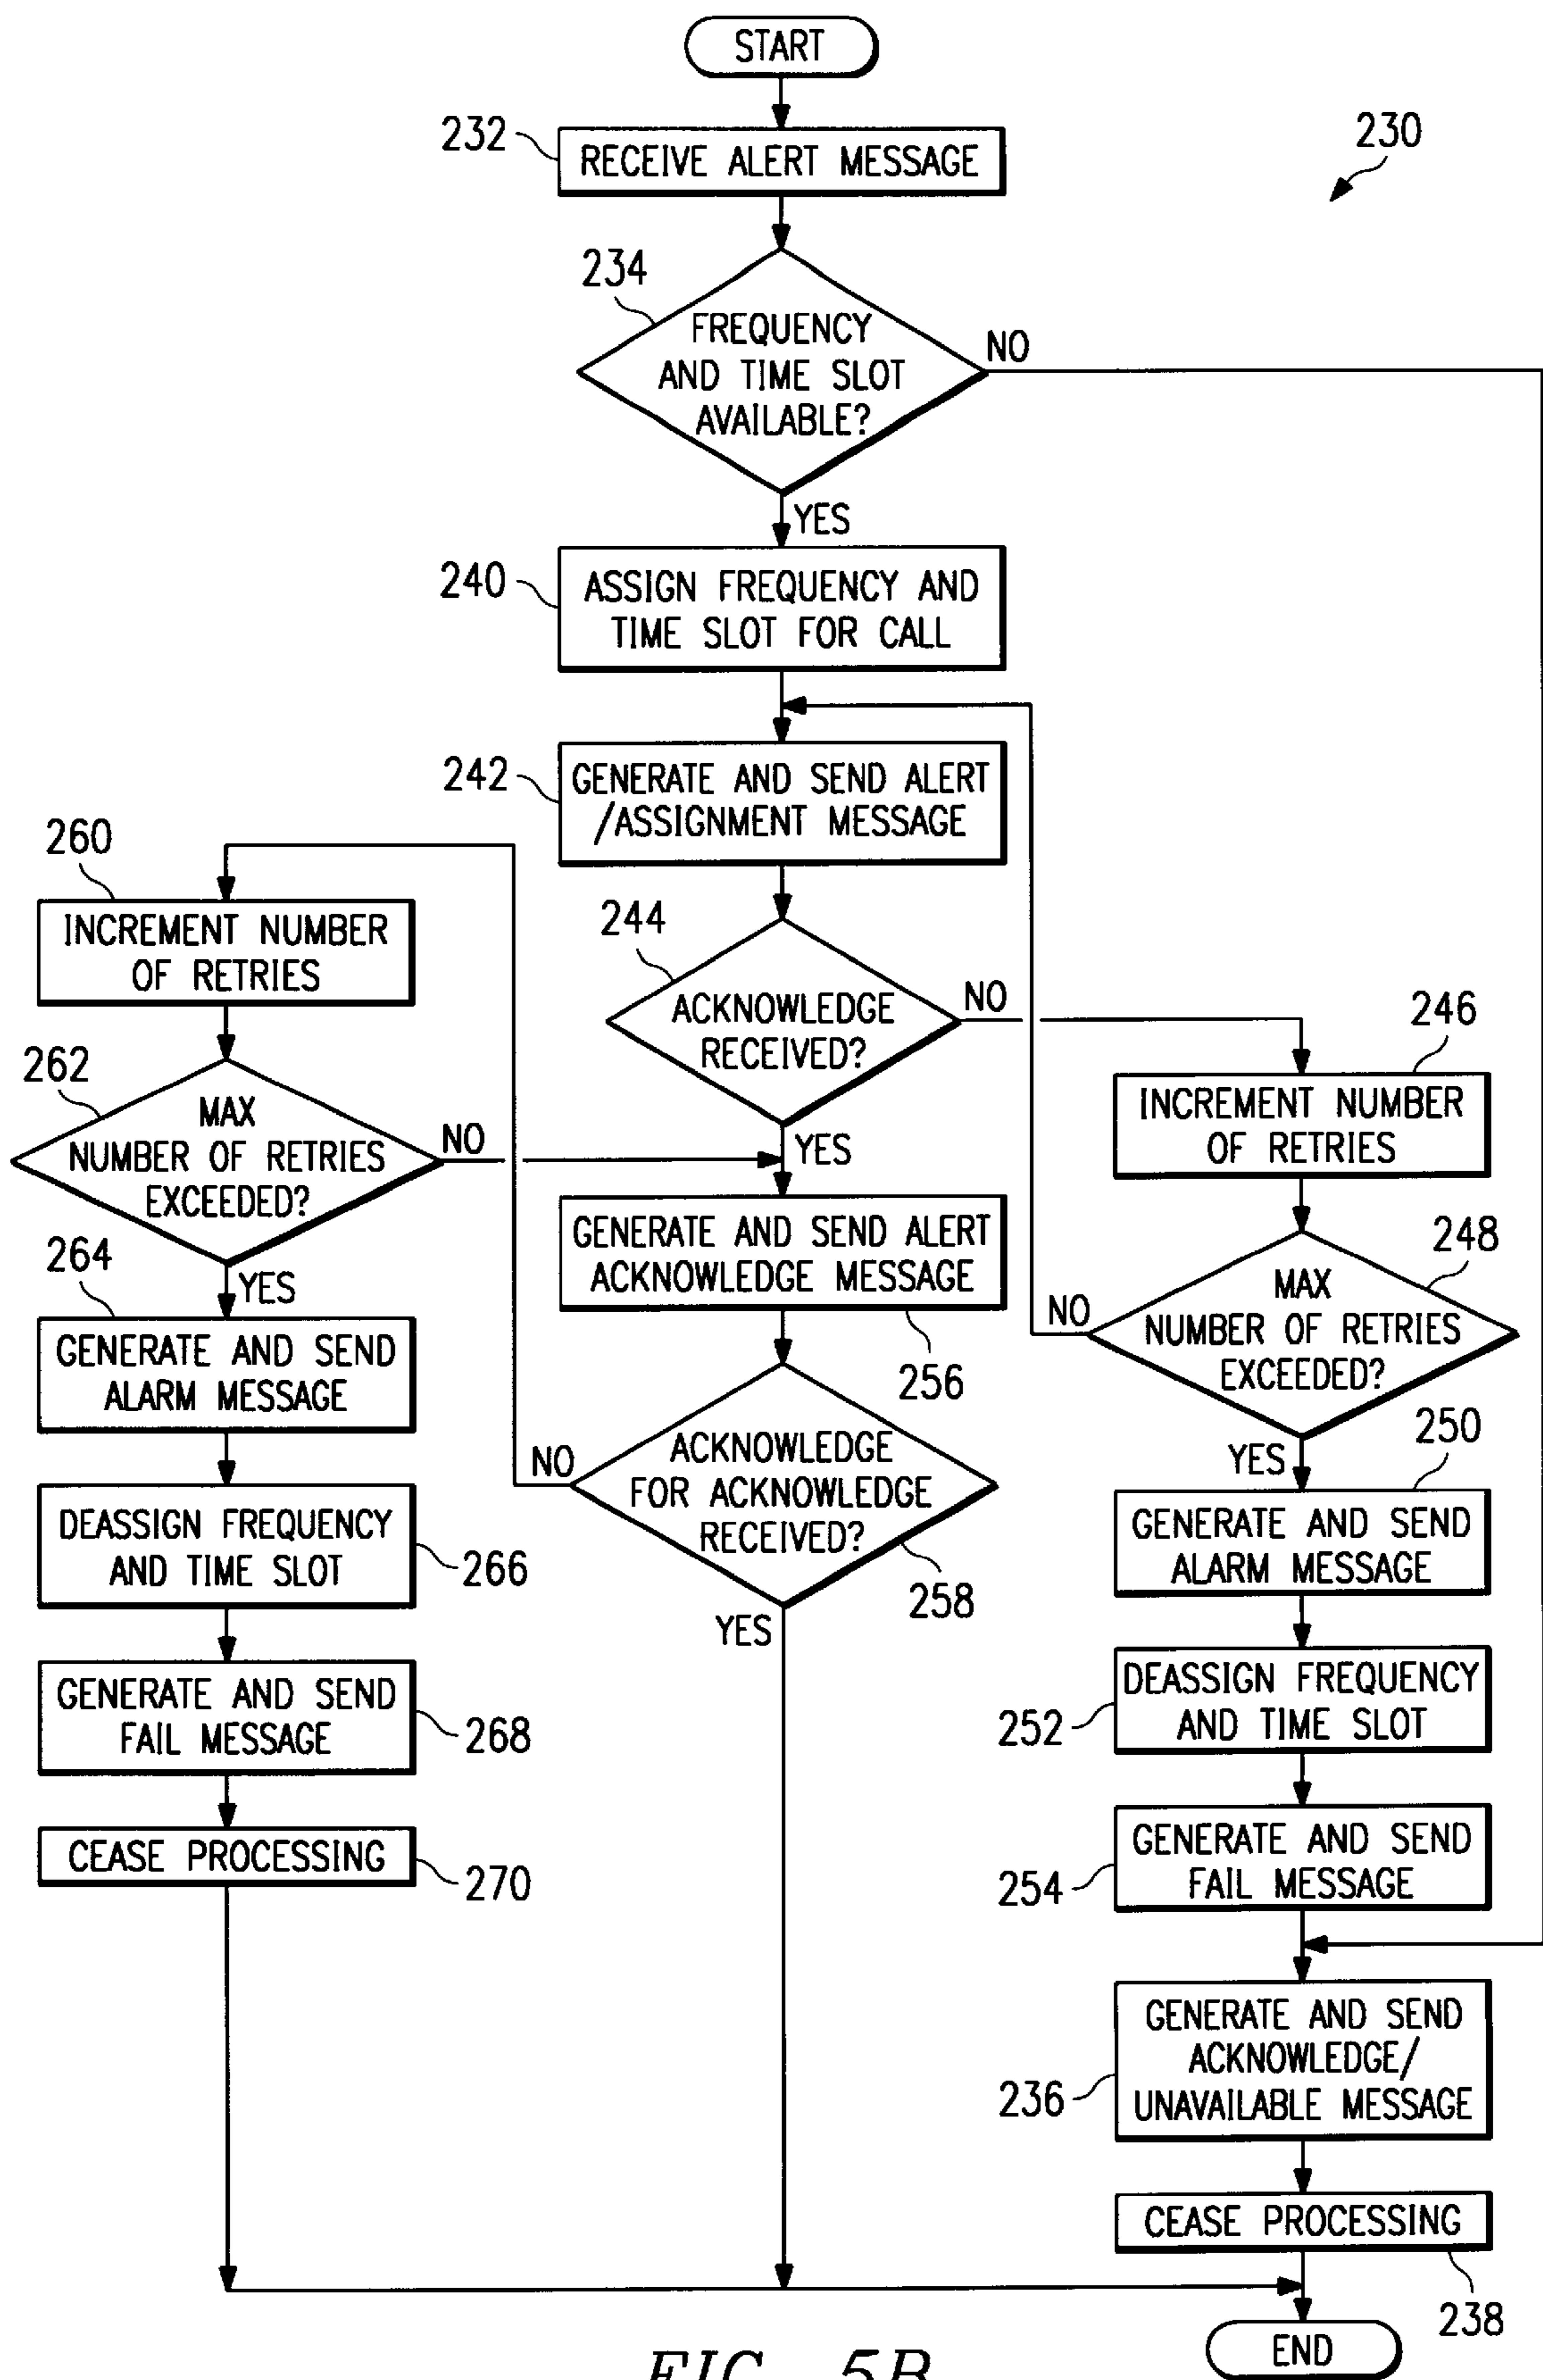 START
232
RECEIVE ALERT MESSAGE
230
234
FREQUENCY
AND TIME SLOT
AVAILABLE?
NO
YES
240
ASSIGN FREQUENCY AND
TIME SLOT FOR CALL
242
GENERATE AND SEND ALERT
/ASSIGNMENT MESSAGE
260
INCREMENT NUMBER
OF RETRIES
244
ACKNOWLEDGE
RECEIVED?
NO
YES
246
INCREMENT NUMBER
OF RETRIES
262
MAX
NUMBER OF RETRIES
EXCEEDED?
NO
YES
GENERATE AND SEND ALERT
ACKNOWLEDGE MESSAGE
256
248
MAX
NUMBER OF RETRIES
EXCEEDED?
NO
YES
264
GENERATE AND SEND
ALARM MESSAGE
ACKNOWLEDGE
FOR ACKNOWLEDGE
RECEIVED?
NO
258
YES
250
GENERATE AND SEND
ALARM MESSAGE
DEASSIGN FREQUENCY
AND TIME SLOT
266
252
DEASSIGN FREQUENCY
AND TIME SLOT
GENERATE AND SEND
FAIL MESSAGE
268
254
GENERATE AND SEND
FAIL MESSAGE
CEASE PROCESSING
270
236
GENERATE AND SEND
ACKNOWLEDGE/
UNAVAILABLE MESSAGE
CEASE PROCESSING
238
END
FIG. 5B